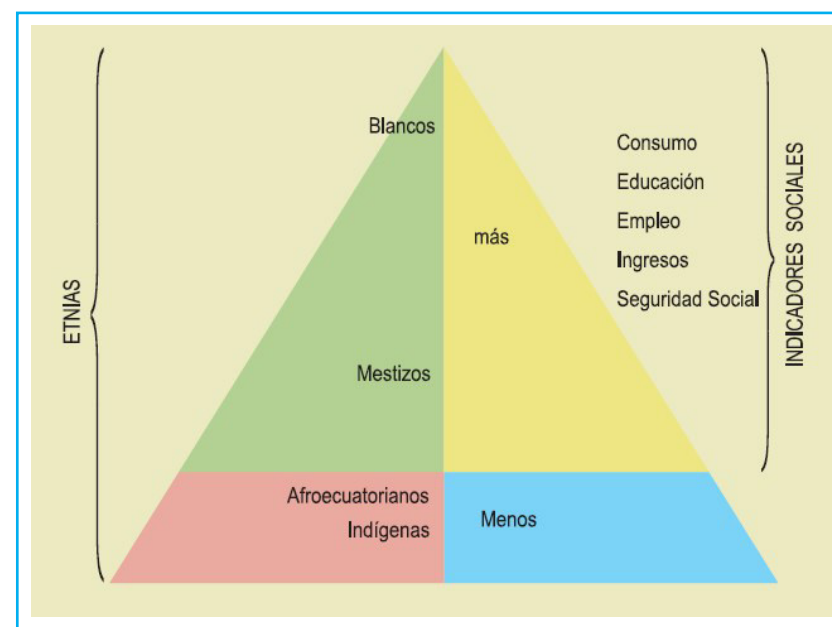 ETNIAS
Blancos
Mestizos
Afroecuatorianos
Indígenas
más
Menos
Consumo
Educación
Empleo
Ingresos
Seguridad Social
INDICADORES SOCIALES